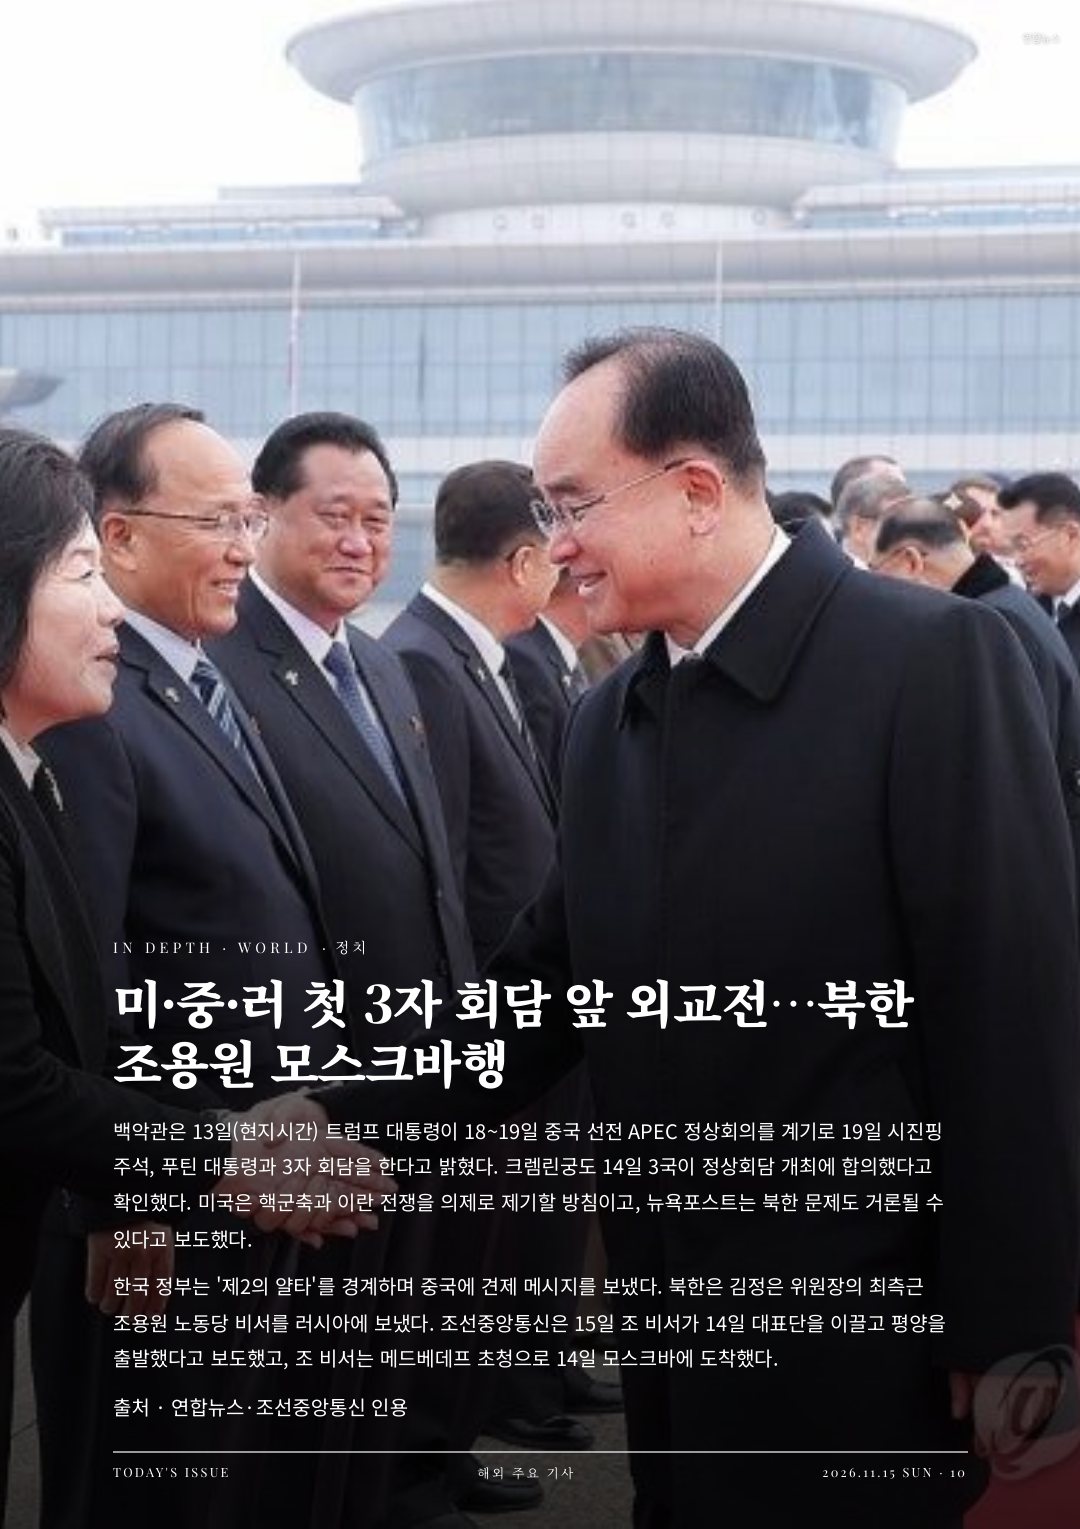 연합뉴스
IN DEPTH · WORLD · 정치
미·중·러 첫 3자 회담 앞 외교전···북한
조용원 모스크바행
백악관은 13일(현지시간) 트럼프 대통령이 18~19일 중국 선전 APEC 정상회의를 계기로 19일 시진핑
주석, 푸틴 대통령과 3자 회담을 한다고 밝혔다. 크렘린궁도 14일 3국이 정상회담 개최에 합의했다고
확인했다. 미국은 핵군축과 이란 전쟁을 의제로 제기할 방침이고, 뉴욕포스트는 북한 문제도 거론될 수
있다고 보도했다.
한국 정부는 '제2의 얄타'를 경계하며 중국에 견제 메시지를 보냈다. 북한은 김정은 위원장의 최측근
조용원 노동당 비서를 러시아에 보냈다. 조선중앙통신은 15일 조 비서가 14일 대표단을 이끌고 평양을
출발했다고 보도했고, 조 비서는 메드베데프 초청으로 14일 모스크바에 도착했다.
출처 · 연합뉴스·조선중앙통신 인용
TODAY'S ISSUE
해외 주요 기사
2026.11.15 SUN · 10